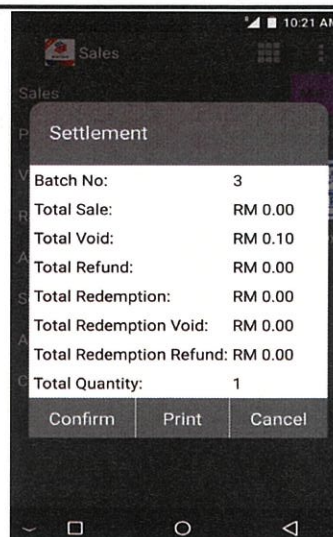 10:21 AM
Sales
Sales
P
V
R
A
S
A
C
Settlement
Batch No: 3
Total Sale: RM 0.00
Total Void: RM 0.10
Total Refund: RM 0.00
Total Redemption: RM 0.00
Total Redemption Void: RM 0.00
Total Redemption Refund: RM 0.00
Total Quantity: 1
Confirm Print Cancel